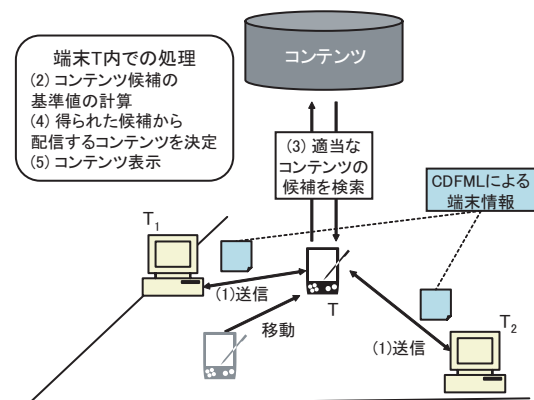 端末T内での処理
(2) コンテンツ候補の
基準値の計算
(4) 得られた候補から
配信するコンテンツを決定
(5) コンテンツ表示
コンテンツ
(3) 適当な
コンテンツの
候補を検索
CDFMLによる
端末情報
T1
(1)送信
T
移動
(1)送信
T2